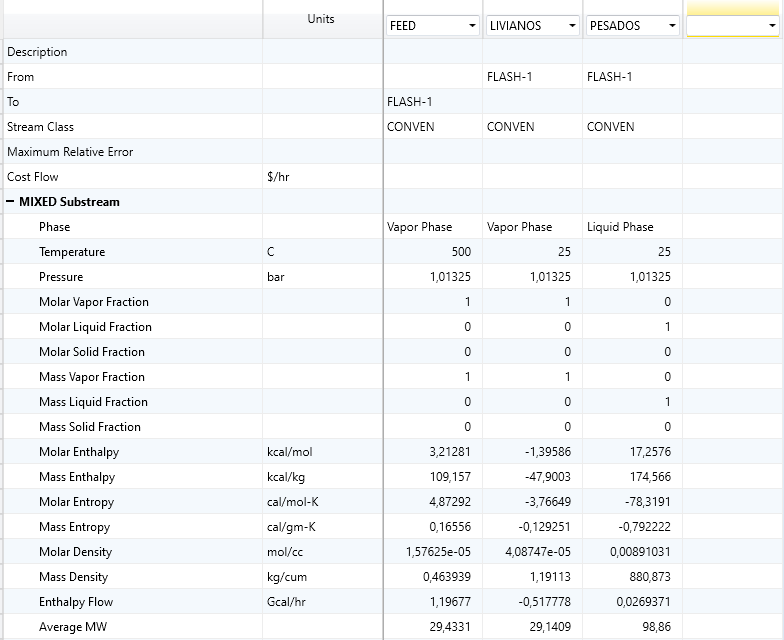 Units FEED LIVIANOS PESADOS
Description
From FLASH-1 FLASH-1
To FLASH-1
Stream Class CONVEN CONVEN CONVEN
Maximum Relative Error
Cost Flow $/hr
− MIXED Substream
Phase Vapor Phase Vapor Phase Liquid Phase
Temperature C 500 25 25
Pressure bar 1,01325 1,01325 1,01325
Molar Vapor Fraction 1 1 0
Molar Liquid Fraction 0 0 1
Molar Solid Fraction 0 0 0
Mass Vapor Fraction 1 1 0
Mass Liquid Fraction 0 0 1
Mass Solid Fraction 0 0 0
Molar Enthalpy kcal/mol 3,21281 -1,39586 17,2576
Mass Enthalpy kcal/kg 109,157 -47,9003 174,566
Molar Entropy cal/mol-K 4,87292 -3,76649 -78,3191
Mass Entropy cal/gm-K 0,16556 -0,129251 -0,792222
Molar Density mol/cc 1,57625e-05 4,08747e-05 0,00891031
Mass Density kg/cum 0,463939 1,19113 880,873
Enthalpy Flow Gcal/hr 1,19677 -0,517778 0,0269371
Average MW 29,4331 29,1409 98,86